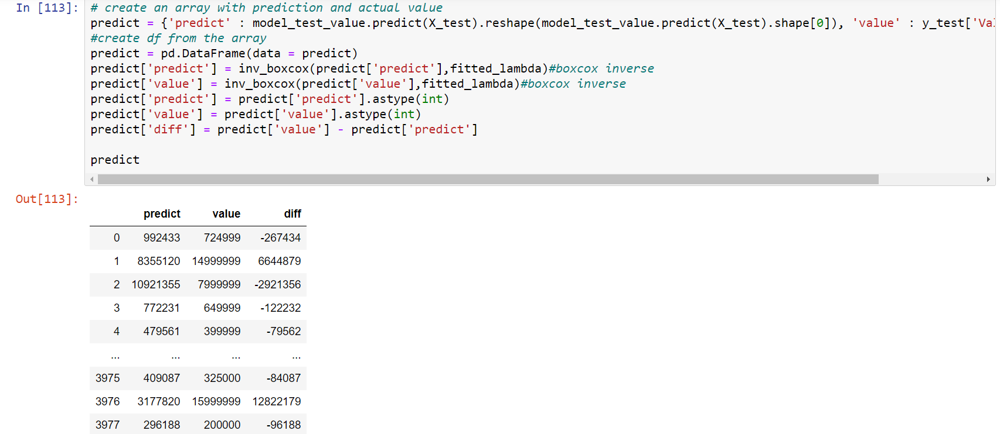 In [113]: # create an array with prediction and actual value
predict = {'predict' : model_test_value.predict(X_test).reshape(model_test_value.predict(X_test).shape[0]), 'value' : y_test['Va
#create df from the array
predict = pd.DataFrame(data = predict)
predict['predict'] = inv_boxcox(predict['predict'],fitted_lambda)#boxcox inverse
predict['value'] = inv_boxcox(predict['value'],fitted_lambda)#boxcox inverse
predict['predict'] = predict['predict'].astype(int)
predict['value'] = predict['value'].astype(int)
predict['diff'] = predict['value'] - predict['predict']
predict
Out[113]:
predict value diff
0 992433 724999 -267434
1 8355120 14999999 6644879
2 10921355 7999999 -2921356
3 772231 649999 -122232
4 479561 399999 -79562
... ... ... ...
3975 409087 325000 -84087
3976 3177820 15999999 12822179
3977 296188 200000 -96188